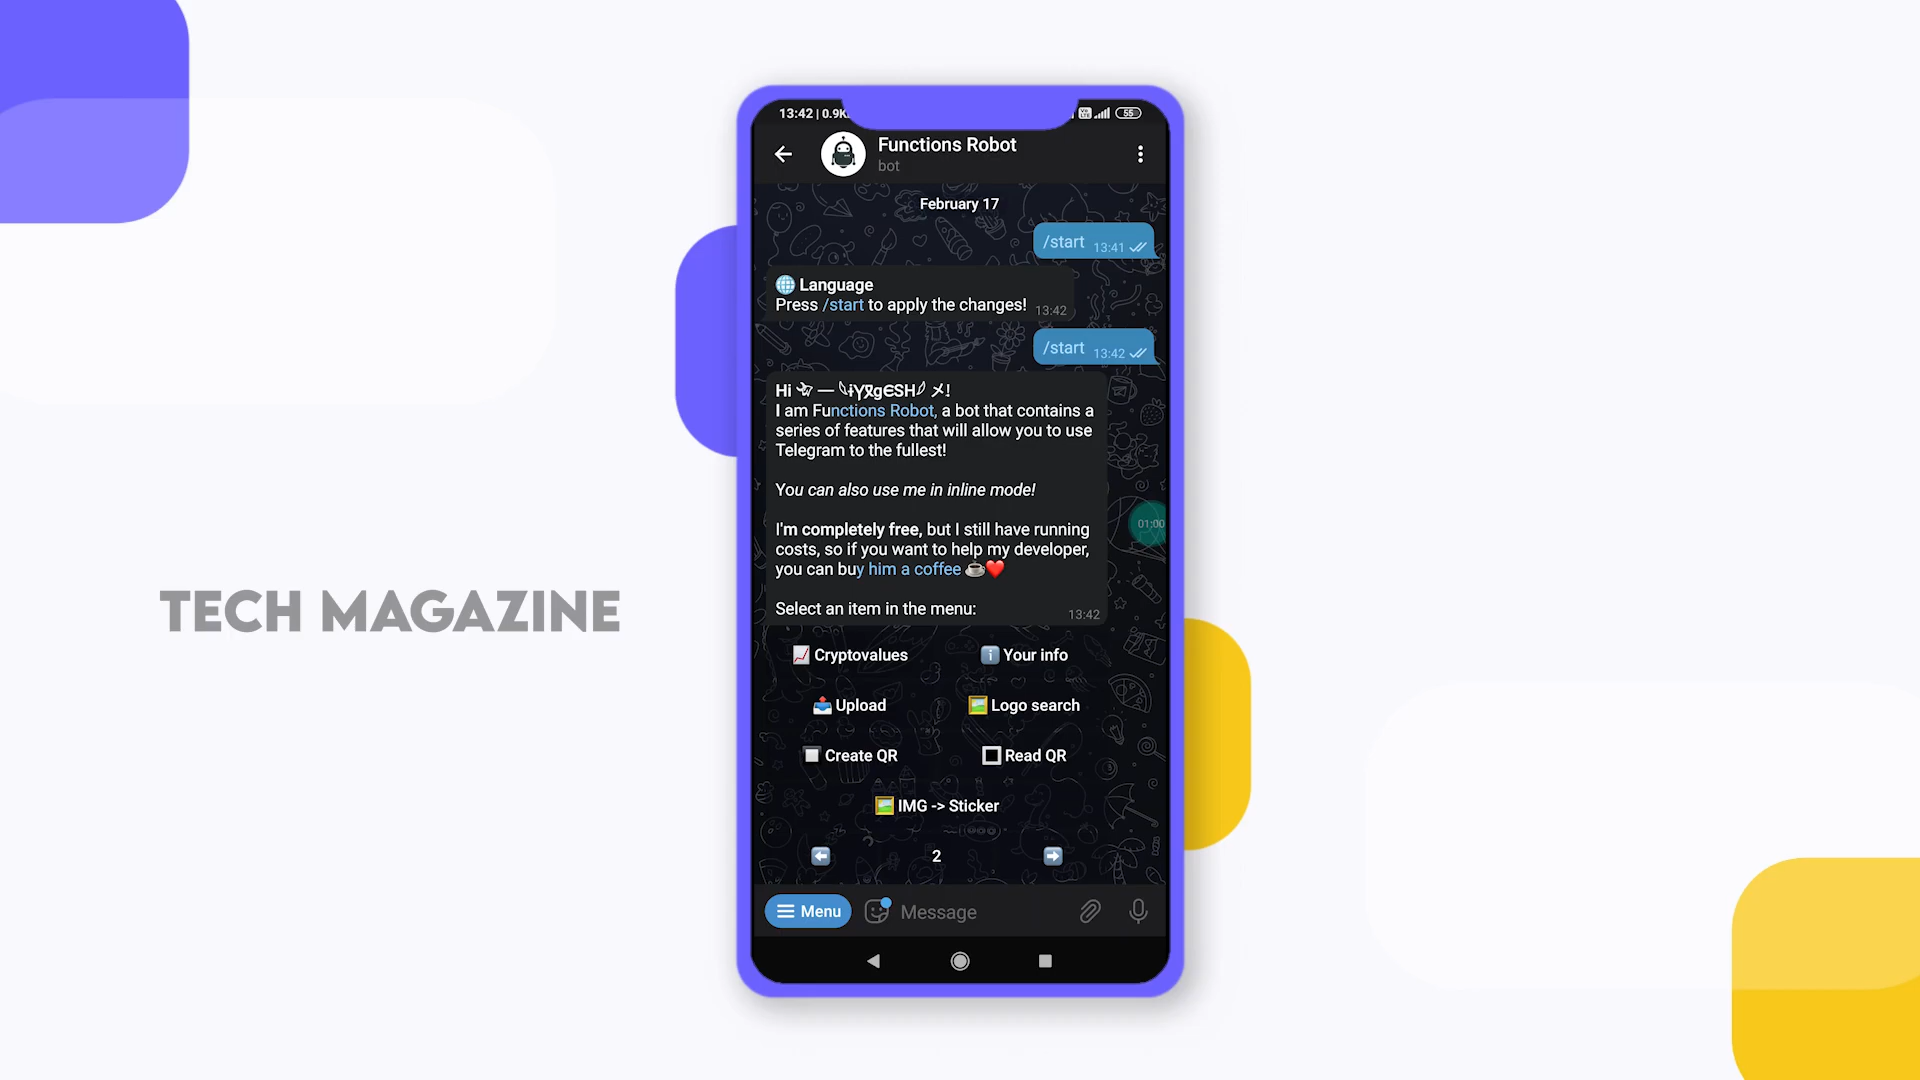 13:42 | 0.9K
55
Functions Robot
bot
February 17
/start 13:41
Language
Press /start to apply the changes! 13:42
/start 13:42
I am Functions Robot, a bot that contains a
series of features that will allow you to use
Telegram to the fullest!
You can also use me in inline mode!
I'm completely free, but I still have running
costs, so if you want to help my developer,
you can buy him a coffee ☕❤️
Select an item in the menu:
13:42
01:00
TECH MAGAZINE
Cryptovalues
Your info
Upload
Logo search
Create QR
Read QR
IMG -> Sticker
2
Menu
Message